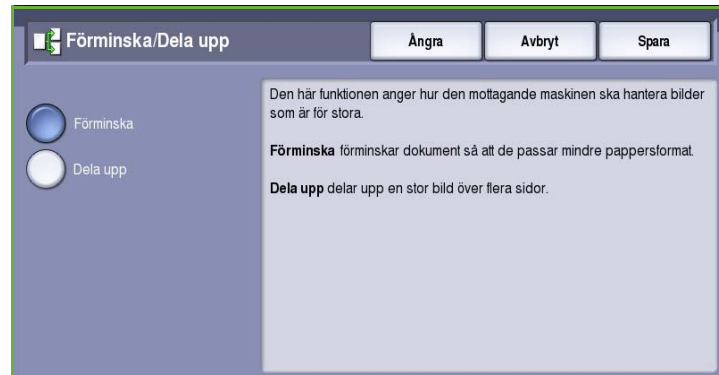 Förminska/Dela upp
Ångra
Avbryt
Spara
Förminska
Dela upp
Den här funktionen anger hur den mottagande maskinen ska hantera bilder
som är för stora.
Förminska förminskar dokument så att de passar mindre pappersformat.
Dela upp delar upp en stor bild över flera sidor.